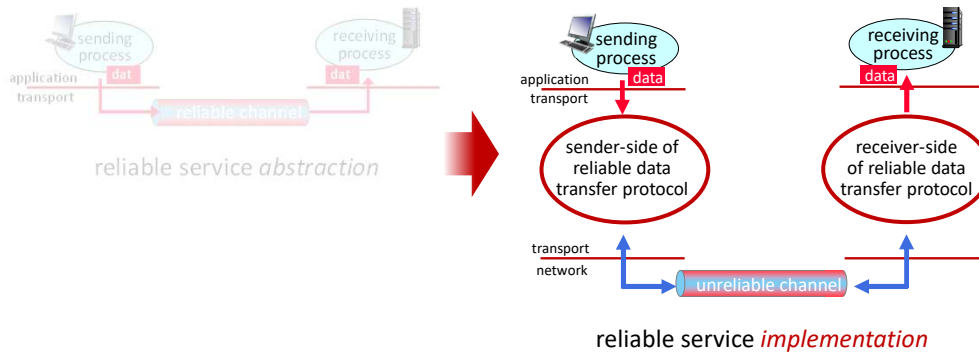 sending
process
dat
application
transport
receiving
process
dat
reliable channel
reliable service abstraction
sending
process
data
application
transport
receiving
process
data
sender-side of
reliable data
transfer protocol
receiver-side
of reliable data
transfer protocol
transport
network
unreliable channel
reliable service implementation